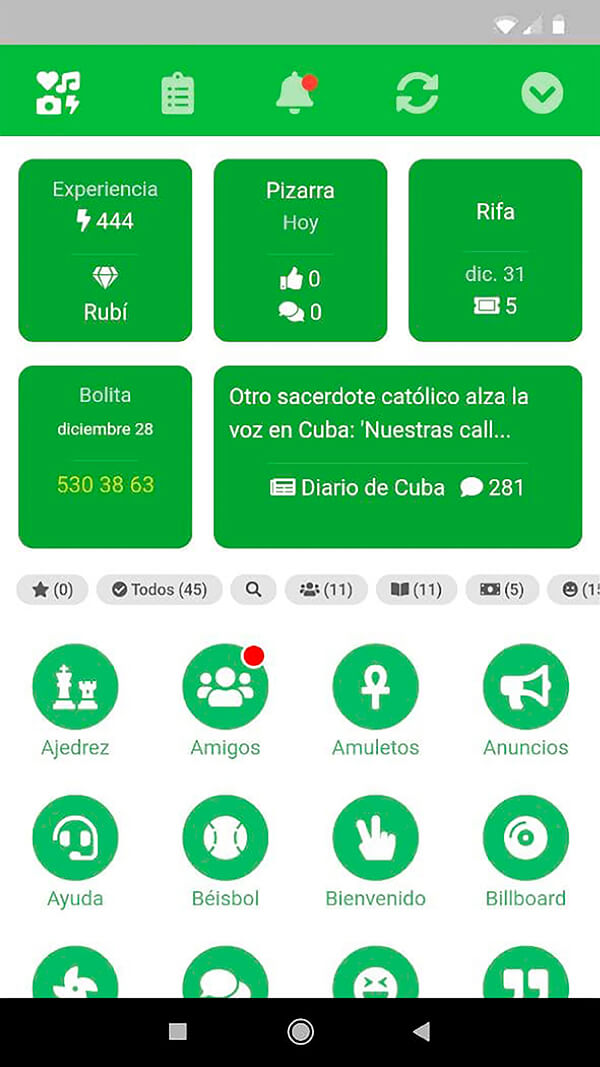 Experiencia
444
Rubí
Pizarra
Hoy
0
0
Rifa
dic. 31
5
Bolita
diciembre 28
530 38 63
Otro sacerdote católico alza la
voz en Cuba: 'Nuestras call...
Diario de Cuba 281
(0) Todos (45) (11) (11) (5)
Ajedrez Amigos Amuletos Anuncios
Ayuda Béisbol Bienvenido Billboard